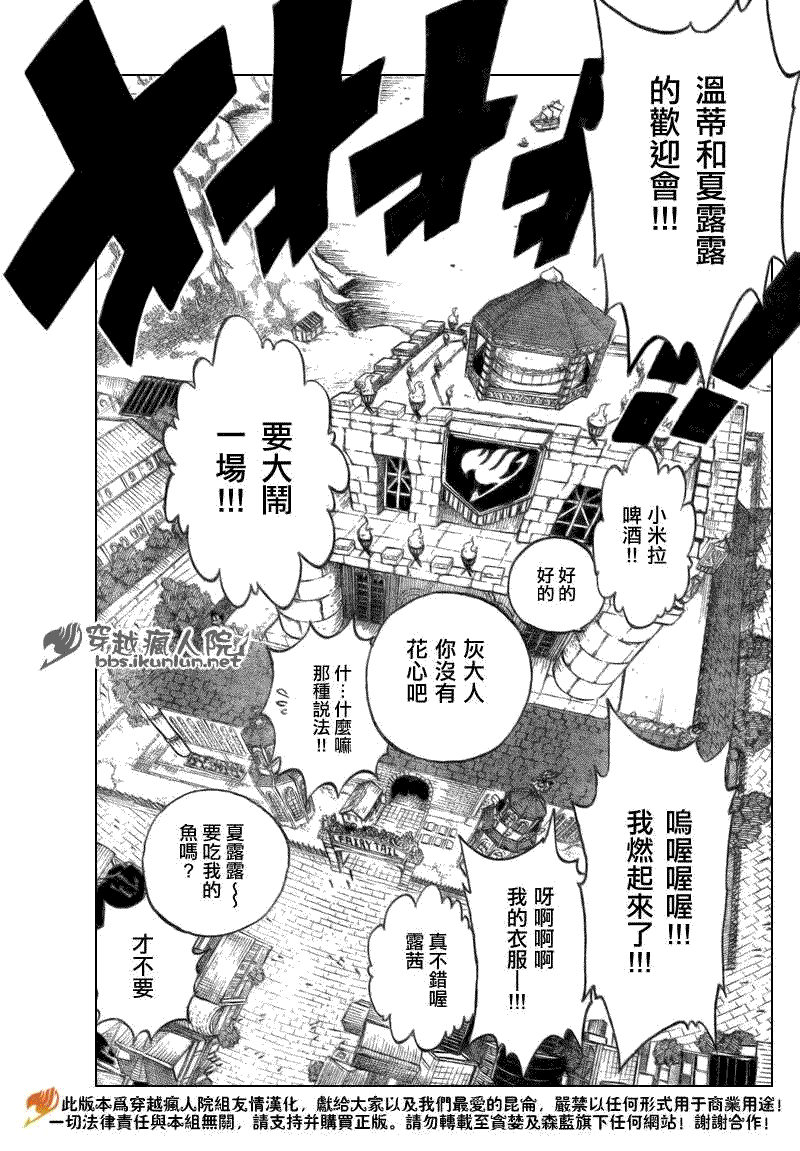 溫蒂和夏露露
的歡迎會!!!
要大鬧
一場!!!
小米拉
啤酒!!
好的
好的
灰大人
你沒有
花心吧
什…什麼嘛
那種說法!!
嗚喔喔喔!!!
我燃起來了!!!
呀啊啊啊
我的衣服—!!!
真不錯喔
露茜
夏露露～
要吃我的
魚嗎？
才不要
FAIRY TAIL
穿越瘋人院
bbs.ikunlun.net
此版本爲穿越瘋人院組友情漢化，獻給大家以及我們最愛的昆侖，嚴禁以任何形式用于商業用途！
一切法律責任與本組無關，請支持并購買正版。請勿轉載至貪婪及森藍旗下任何網站！謝謝合作！